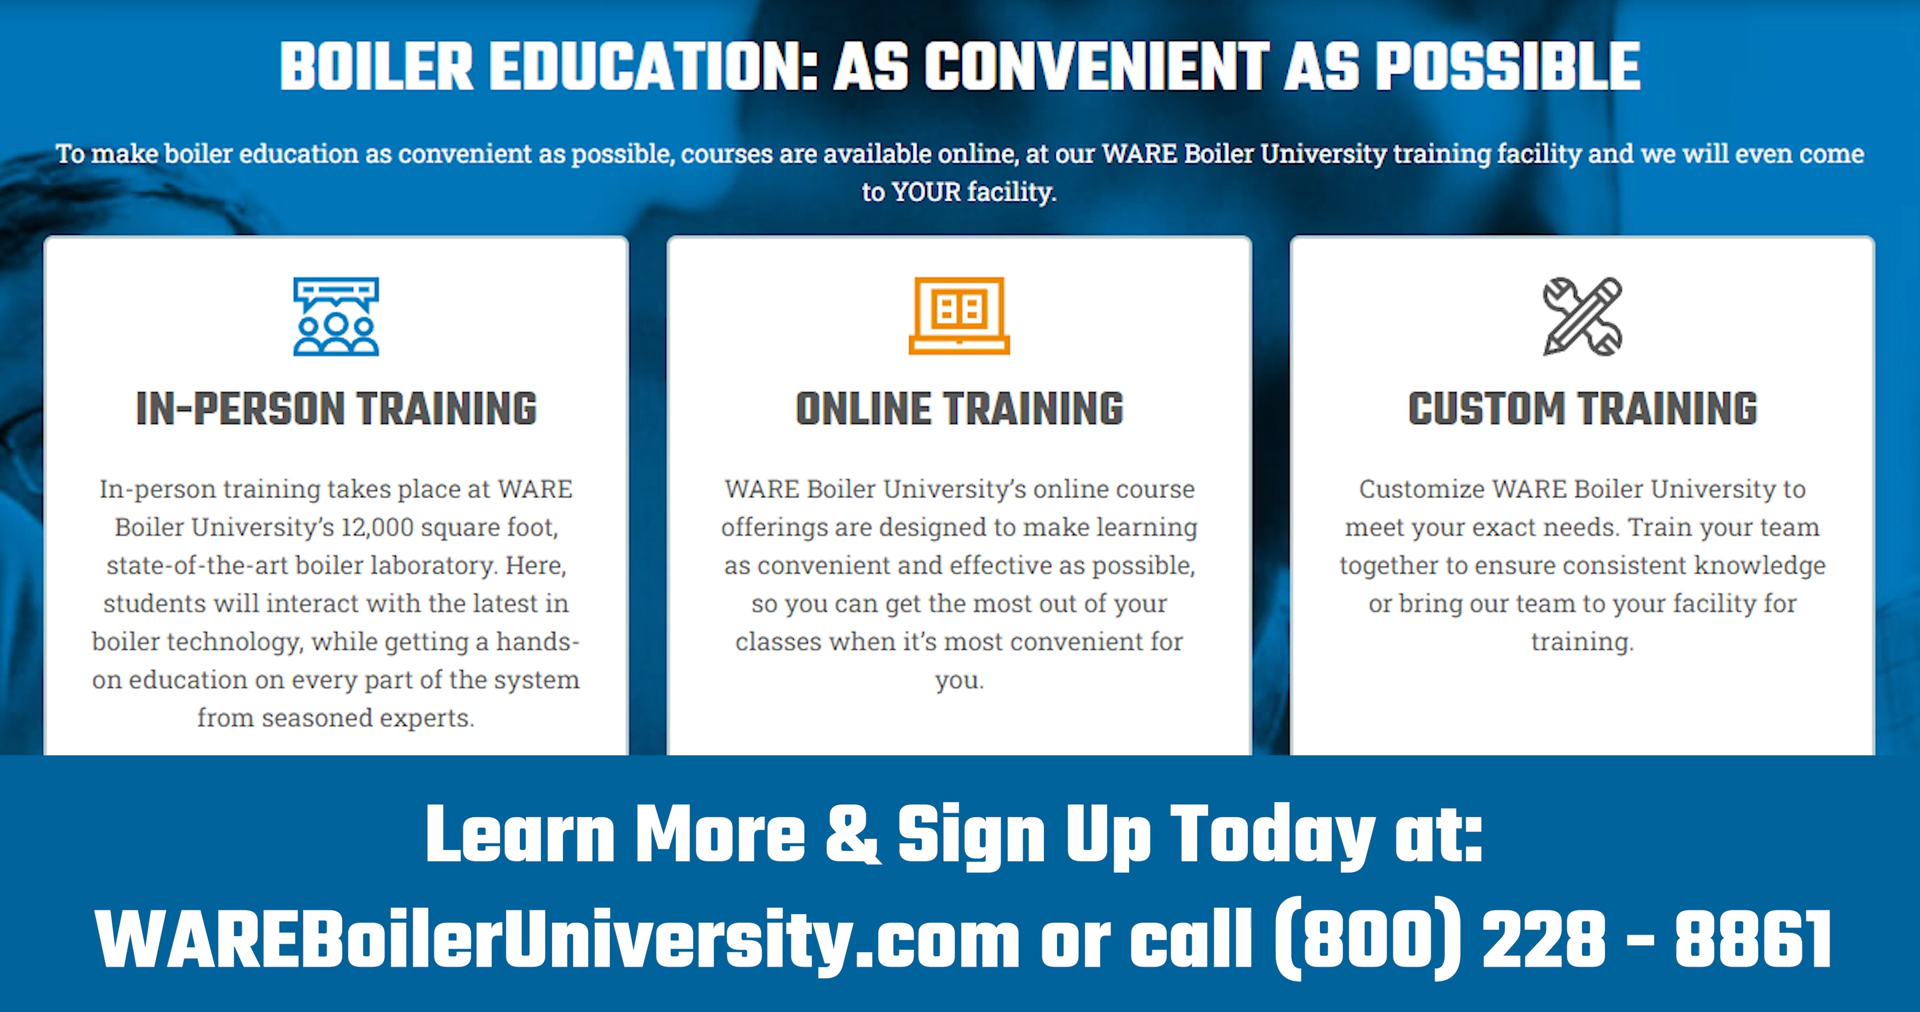 BOILER EDUCATION: AS CONVENIENT AS POSSIBLE
To make boiler education as convenient as possible, courses are available online, at our WARE Boiler University training facility and we will even come
to YOUR facility.
IN-PERSON TRAINING
In-person training takes place at WARE
Boiler University’s 12,000 square foot,
state-of-the-art boiler laboratory. Here,
students will interact with the latest in
boiler technology, while getting a hands-
on education on every part of the system
from seasoned experts.
ONLINE TRAINING
WARE Boiler University’s online course
offerings are designed to make learning
as convenient and effective as possible,
so you can get the most out of your
classes when it’s most convenient for
you.
CUSTOM TRAINING
Customize WARE Boiler University to
meet your exact needs. Train your team
together to ensure consistent knowledge
or bring our team to your facility for
training.
Learn More & Sign Up Today at:
WAREBoilerUniversity.com or call (800) 228 - 8861